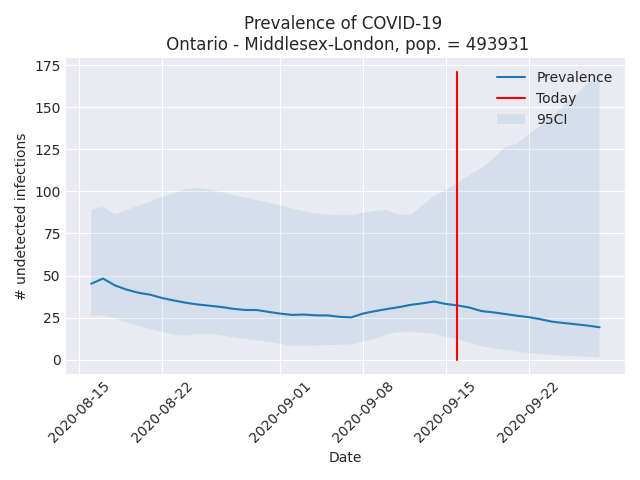 Prevalence of COVID-19
Ontario - Middlesex-London, pop. = 493931
175
150
125
100
75
50
25
0
# undetected infections
Prevalence
Today
95CI
2020-08-15
2020-08-22
2020-09-01
2020-09-08
2020-09-15
2020-09-22
Date